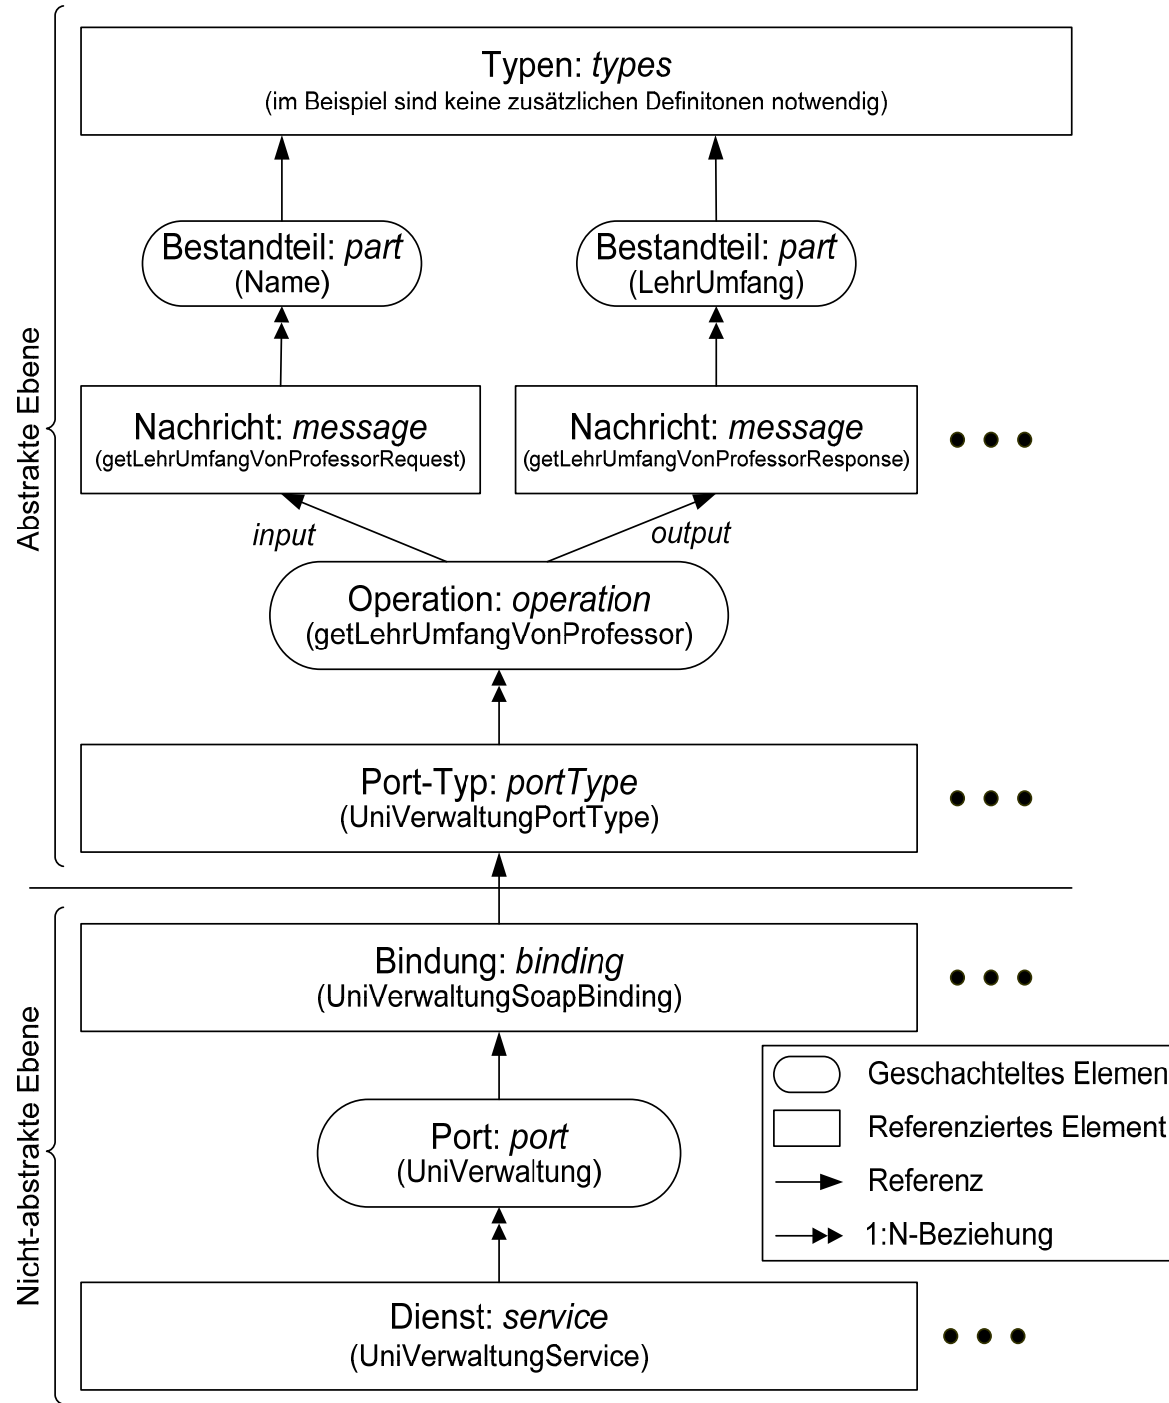 Typen: types
(im Beispiel sind keine zusätzlichen Definitonen notwendig)
Bestandteil: part
(Name)
Bestandteil: part
(LehrUmfang)
Abstrakte Ebene
Nachricht: message
(getLehrUmfangVonProfessorRequest)
Nachricht: message
(getLehrUmfangVonProfessorResponse)
input
output
Operation: operation
(getLehrUmfangVonProfessor)
Port-Typ: portType
(UniVerwaltungPortType)
Nicht-abstrakte Ebene
Bindung: binding
(UniVerwaltungSoapBinding)
Port: port
(UniVerwaltung)
Dienst: service
(UniVerwaltungService)
Geschachteltes Elemen
Referenziertes Element
Referenz
1:N-Beziehung